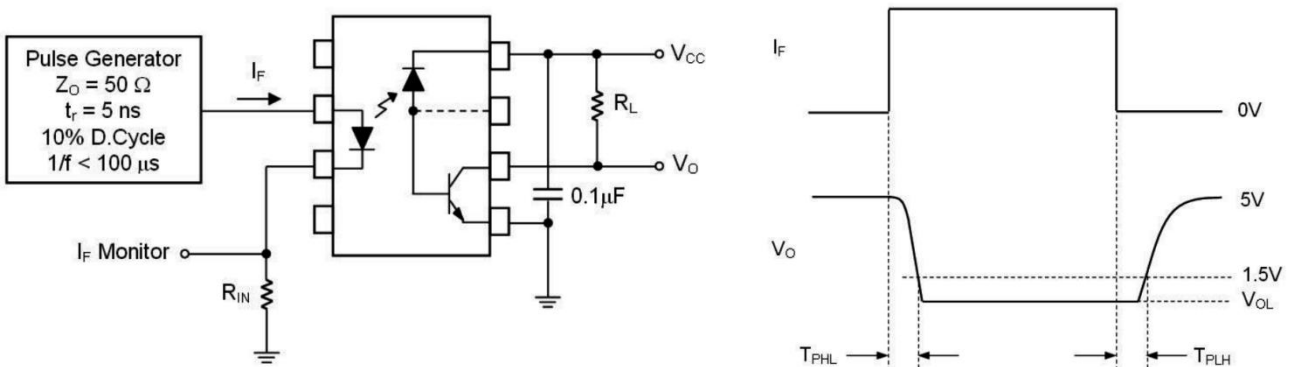 Pulse Generator
Z_O = 50 Ω
t_r = 5 ns
10% D.Cycle
1/f < 100 μs
I_F
V_CC
R_L
V_O
0.1μF
I_F Monitor
R_IN
I_F
0V
5V
V_O
1.5V
V_OL
T_PHL
T_PLH